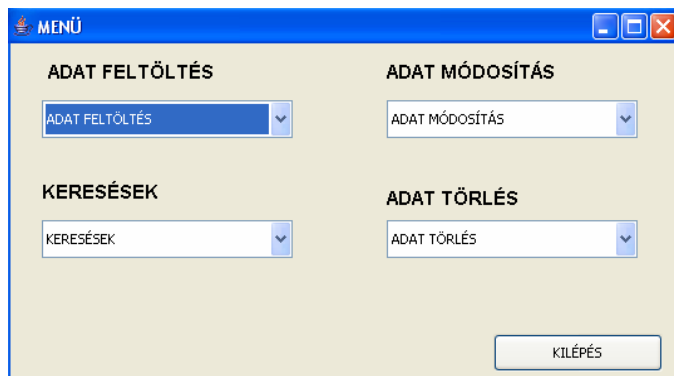 MENÜ
ADAT FELTÖLTÉS
ADAT MÓDOSÍTÁS
ADAT FELTÖLTÉS
ADAT MÓDOSÍTÁS
KERESÉSEK
ADAT TÖRLÉS
KERESÉSEK
ADAT TÖRLÉS
KILÉPÉS